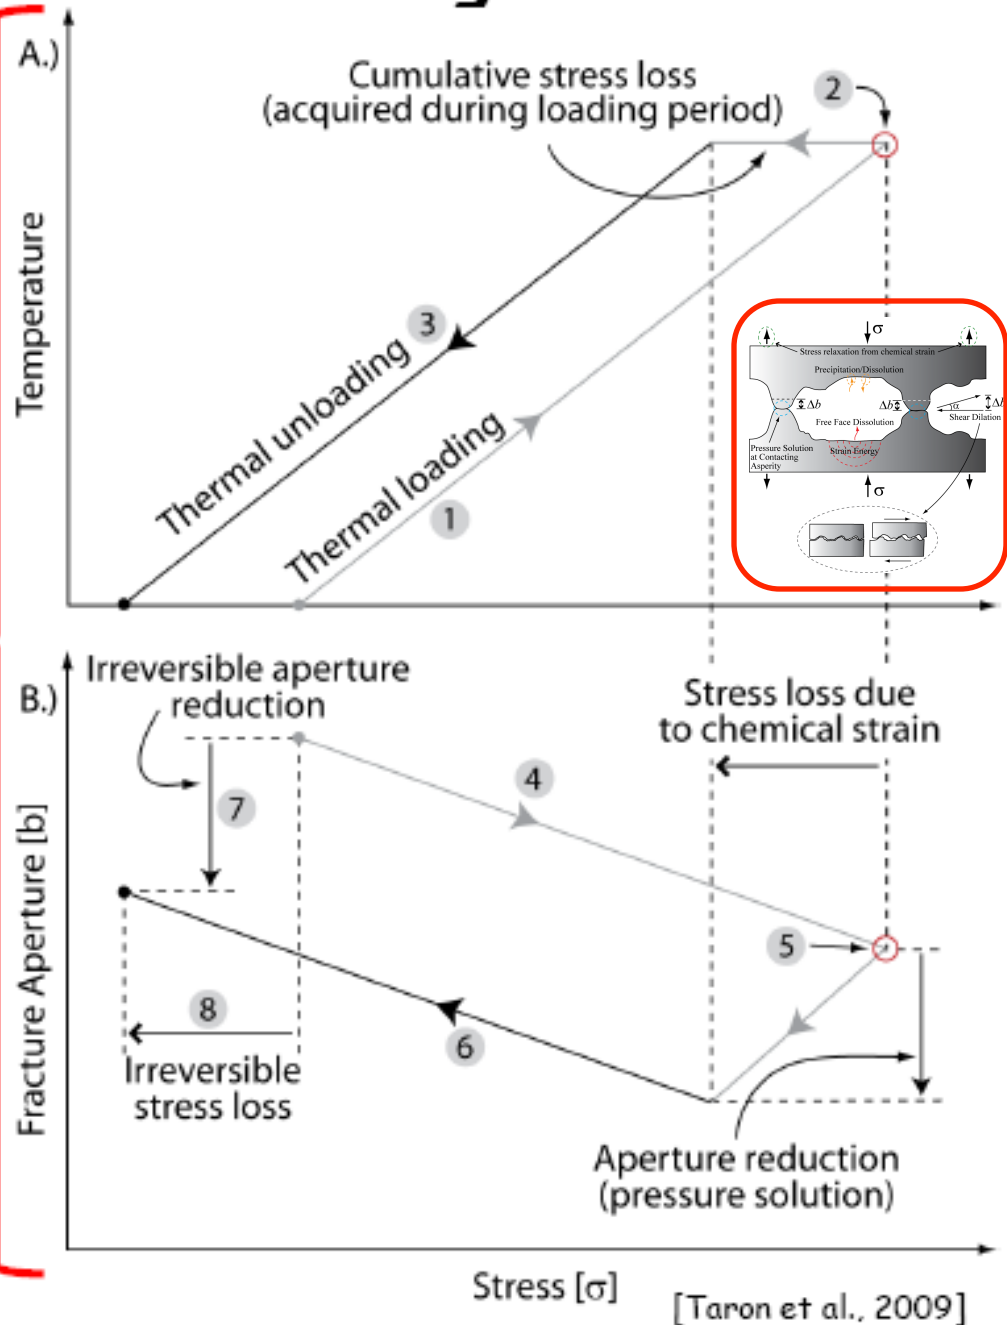 A.)
Cumulative stress loss
(acquired during loading period)
2
Temperature
3
Thermal unloading
Thermal loading
1
σ
Stress relaxation from chemical strain
Precipitation/Dissolution
Δb
Δb
α
Shear Dilation
Free Face Dissolution
Strain Energy
Pressure Solution
at Contacting
Asperity
σ
B.)
Irreversible aperture
reduction
Stress loss due
to chemical strain
4
7
5
8
6
Irreversible
stress loss
Fracture Aperture [b]
Aperture reduction
(pressure solution)
Stress [σ]
[Taron et al., 2009]